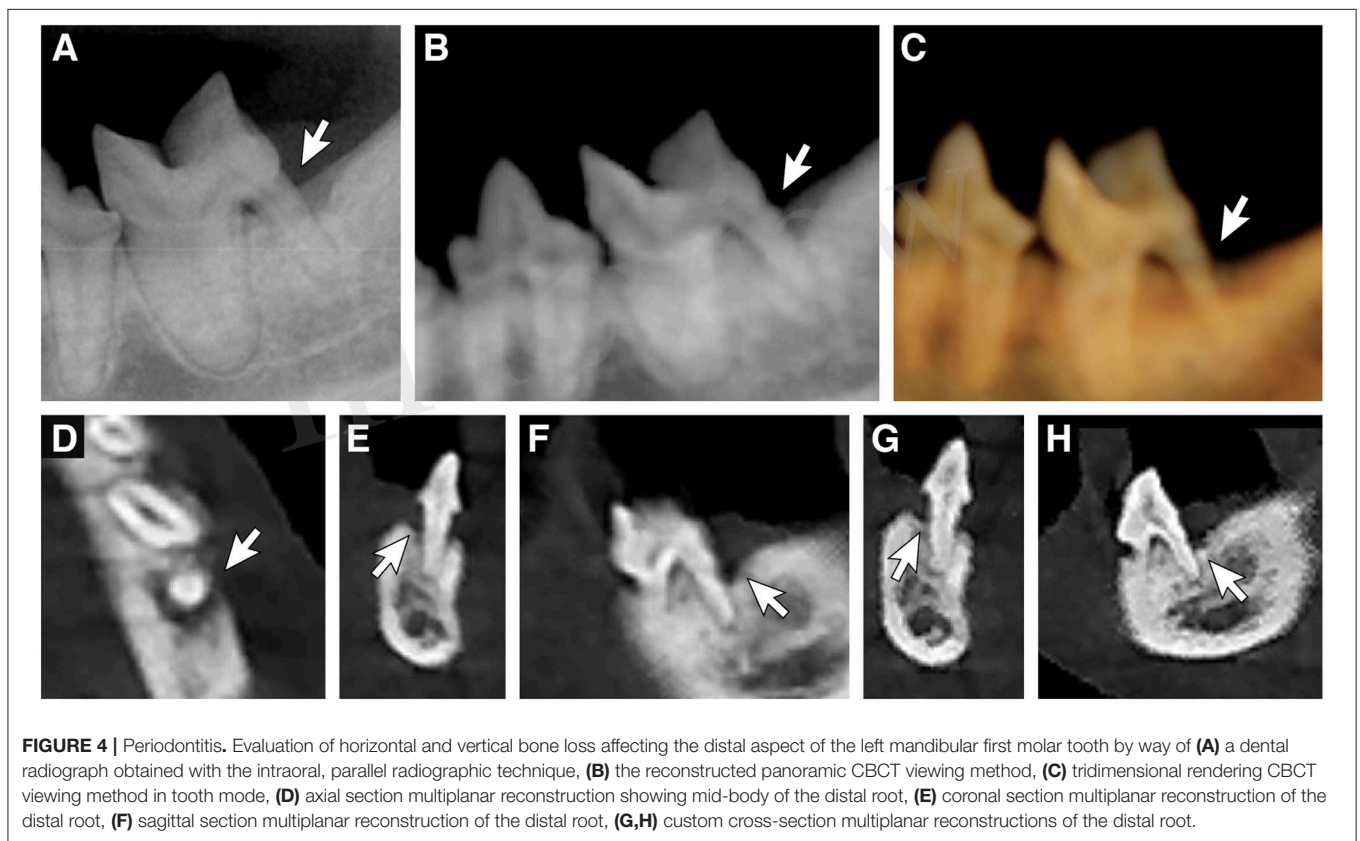 A
B
C
D
E
F
G
H
FIGURE 4 | Periodontitis. Evaluation of horizontal and vertical bone loss affecting the distal aspect of the left mandibular first molar tooth by way of (A) a dental
radiograph obtained with the intraoral, parallel radiographic technique, (B) the reconstructed panoramic CBCT viewing method, (C) tridimensional rendering CBCT
viewing method in tooth mode, (D) axial section multiplanar reconstruction showing mid-body of the distal root, (E) coronal section multiplanar reconstruction of the
distal root, (F) sagittal section multiplanar reconstruction of the distal root, (G,H) custom cross-section multiplanar reconstructions of the distal root.